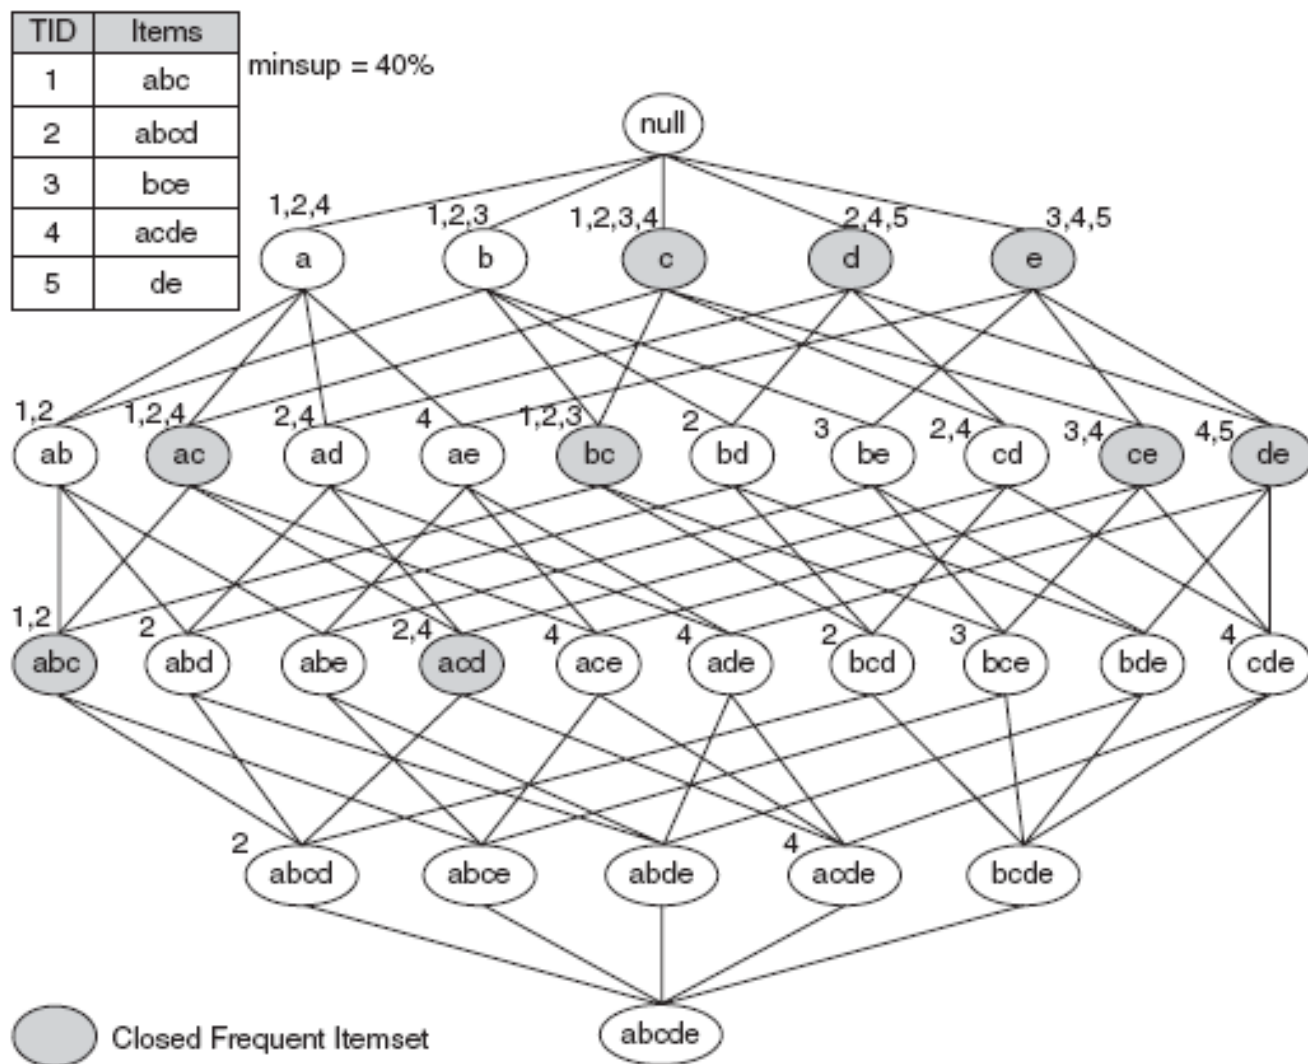 TID Items
1 abc
2 abcd
3 bce
4 acde
5 de
minsup = 40%
null
1,2,4 1,2,3 1,2,3,4 2,4,5 3,4,5
a b c d e
1,2 1,2,4 2,4 4 1,2,3 2 3 2,4 3,4 4,5
ab ac ad ae bc bd be cd ce de
1,2 2 2,4 4 4 2 3 4
abc abd abe acd ace ade bcd bce bde cde
2 4
abcd abce abde acde bcde
abcde
Closed Frequent Itemset